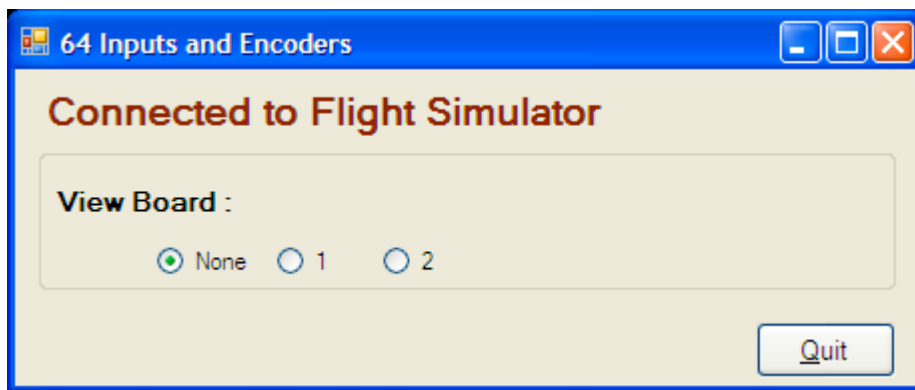 64 Inputs and Encoders
Connected to Flight Simulator
View Board :
None 1 2
Quit